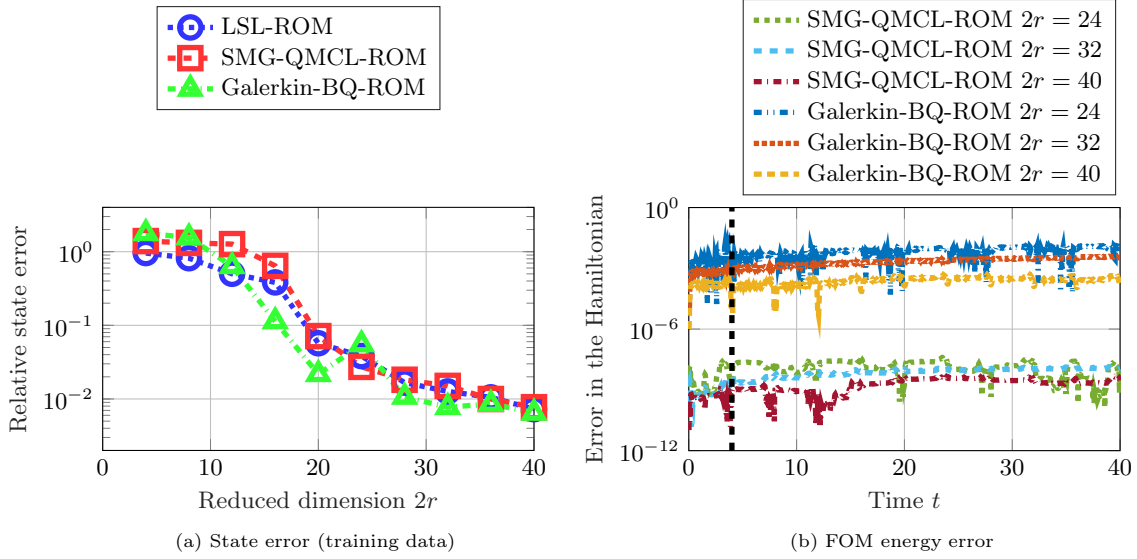 LSL-ROM
SMG-QMCL-ROM
Galerkin-BQ-ROM
10^0
10^{-1}
10^{-2}
0
10
20
30
40
Relative state error
Reduced dimension 2r
(a) State error (training data)
SMG-QMCL-ROM 2r = 24
SMG-QMCL-ROM 2r = 32
SMG-QMCL-ROM 2r = 40
Galerkin-BQ-ROM 2r = 24
Galerkin-BQ-ROM 2r = 32
Galerkin-BQ-ROM 2r = 40
10^0
10^{-6}
10^{-12}
0
10
20
30
40
Error in the Hamiltonian
Time t
(b) FOM energy error